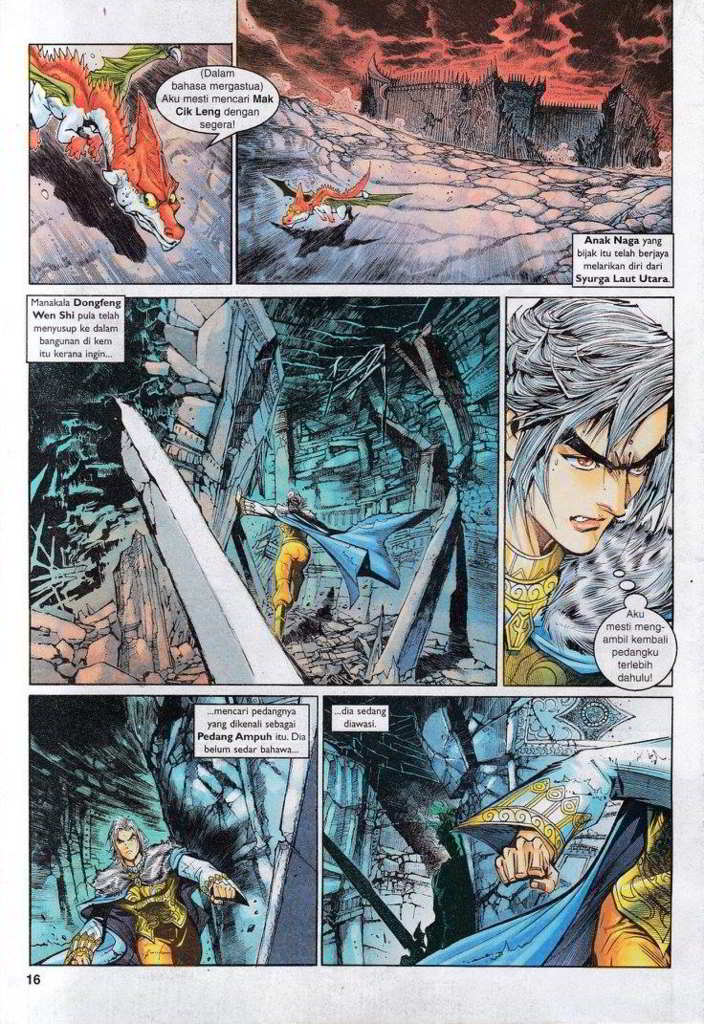 (Dalam
bahasa mergastua)
Aku mesti mencari Mak
Cik Leng dengan
segera!
Anak Naga yang
bijak itu telah berjaya
melarikan diri dari
Syurga Laut Utara.
Manakala Dongfeng
Wen Shi pula telah
menyusup ke dalam
bangunan di kem
itu kerana ingin...
Aku
mesti meng-
ambil kembali
pedangku
terlebih
dahulu!
...mencari pedangnya
yang dikenali sebagai
Pedang Ampuh itu. Dia
belum sedar bahawa...
...dia sedang
diawasi.
16